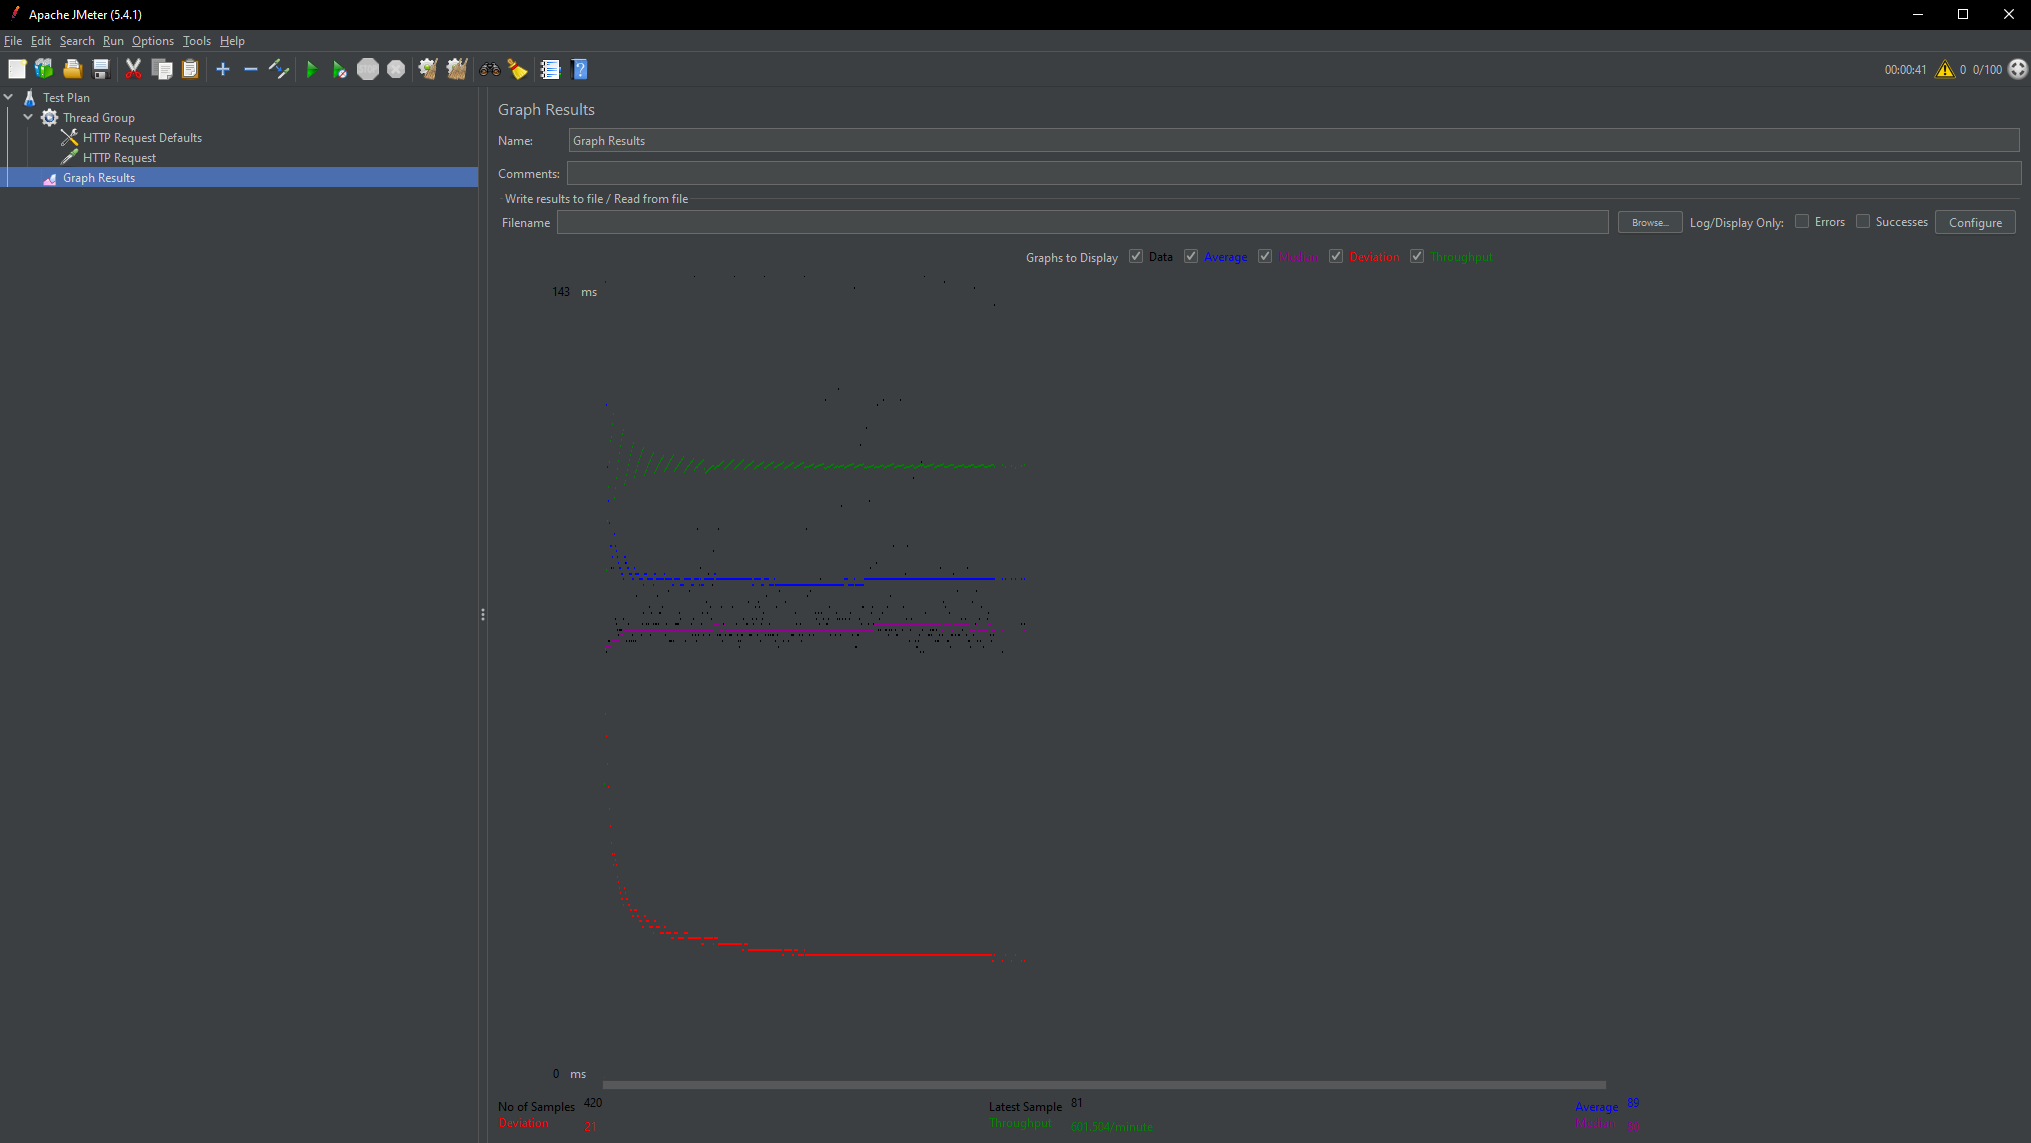 Apache JMeter (5.4.1)
File Edit Search Run Options Tools Help
00:00:41 0 0/100
Test Plan
Thread Group
HTTP Request Defaults
HTTP Request
Graph Results
Graph Results
Name: Graph Results
Comments:
Write results to file / Read from file
Filename Browse... Log/Display Only: Errors Successes Configure
Graphs to Display Data Average Median Deviation Throughput
143 ms
0 ms
No of Samples 420 Latest Sample 81 Average 89
Deviation 21 Throughput 601.504/minute Median 80